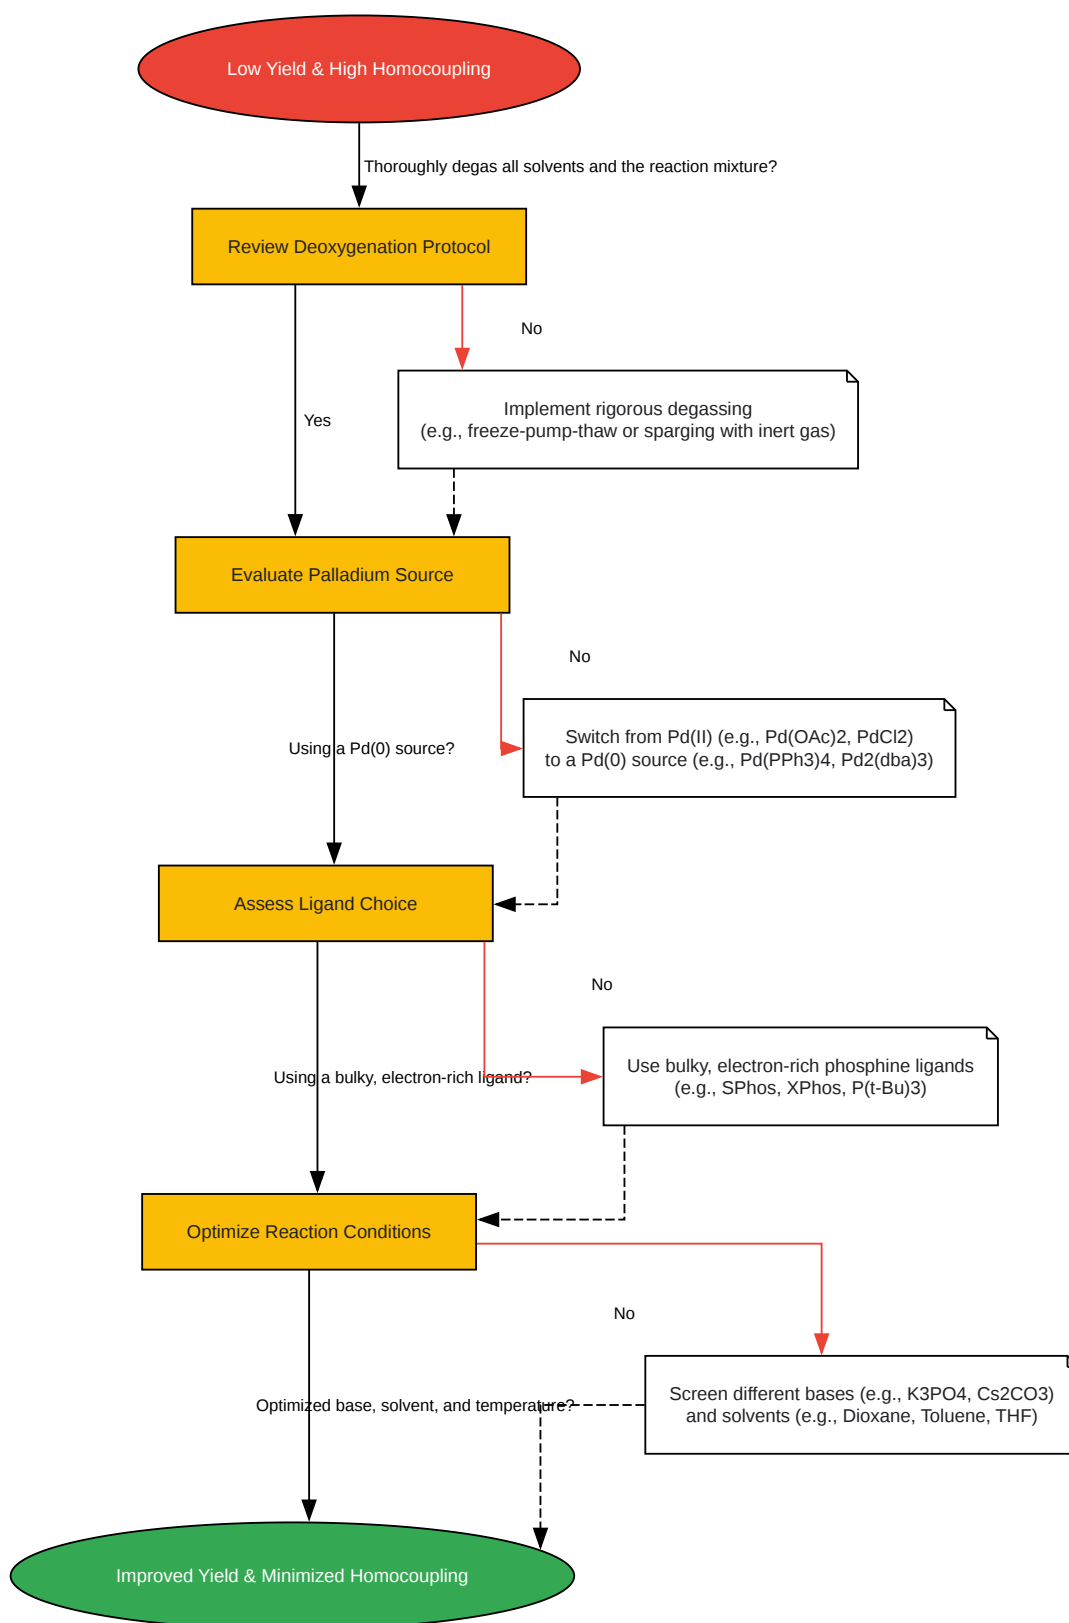 Low Yield & High Homocoupling
Thoroughly degas all solvents and the reaction mixture?
Review Deoxygenation Protocol
No
Implement rigorous degassing
(e.g., freeze-pump-thaw or sparging with inert gas)
Yes
Evaluate Palladium Source
No
Switch from Pd(II) (e.g., Pd(OAc)2, PdCl2)
to a Pd(0) source (e.g., Pd(PPh3)4, Pd2(dba)3)
Using a Pd(0) source?
Assess Ligand Choice
No
Use bulky, electron-rich phosphine ligands
(e.g., SPhos, XPhos, P(t-Bu)3)
Using a bulky, electron-rich ligand?
Optimize Reaction Conditions
No
Screen different bases (e.g., K3PO4, Cs2CO3)
and solvents (e.g., Dioxane, Toluene, THF)
Optimized base, solvent, and temperature?
Improved Yield & Minimized Homocoupling